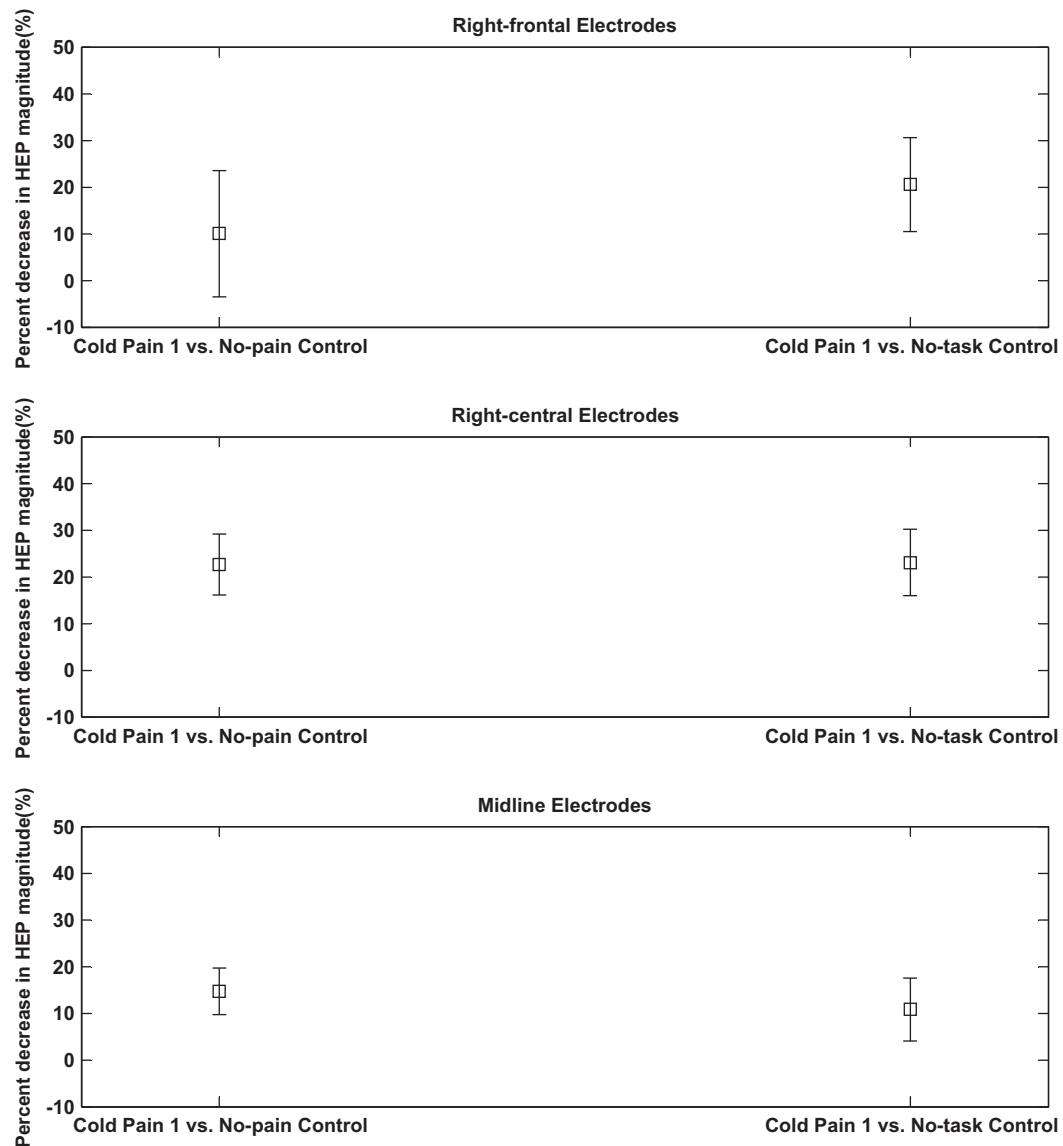 Right-frontal Electrodes
Percent decrease in HEP magnitude(%)
50
40
30
20
10
0
-10
Cold Pain 1 vs. No-pain Control
Cold Pain 1 vs. No-task Control
Right-central Electrodes
Percent decrease in HEP magnitude(%)
50
40
30
20
10
0
-10
Cold Pain 1 vs. No-pain Control
Cold Pain 1 vs. No-task Control
Midline Electrodes
Percent decrease in HEP magnitude(%)
50
40
30
20
10
0
-10
Cold Pain 1 vs. No-pain Control
Cold Pain 1 vs. No-task Control